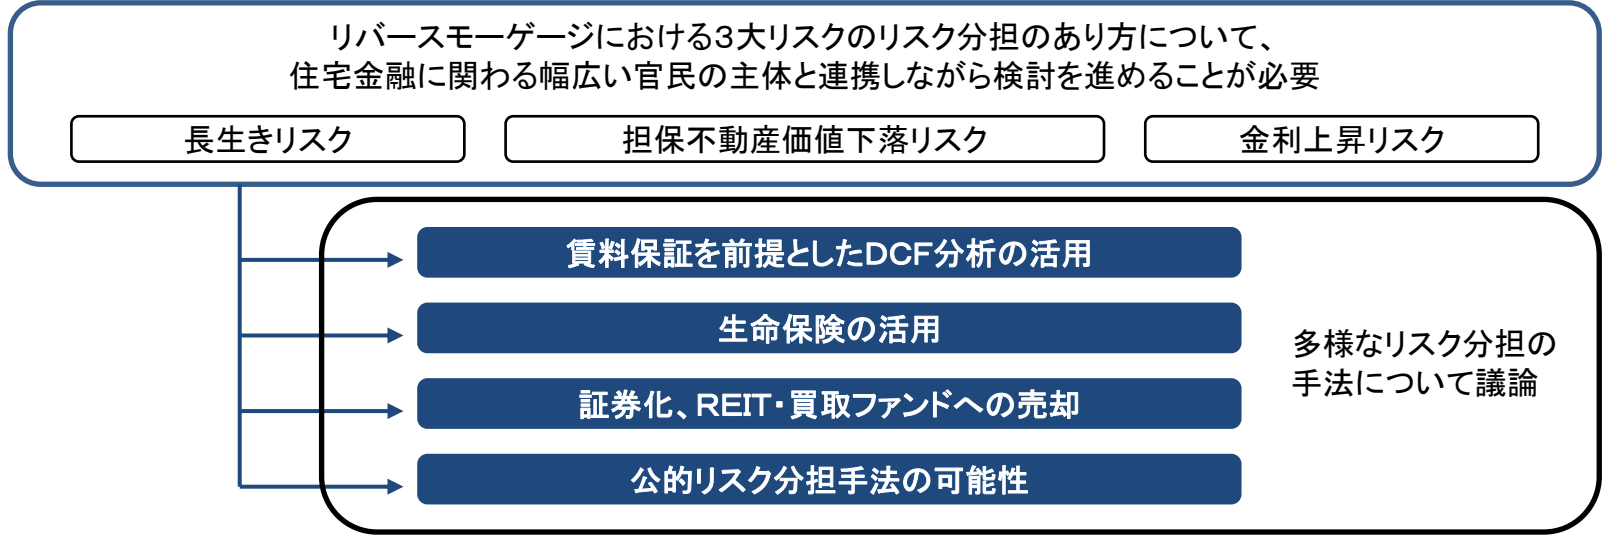 リバースモーゲージにおける３大リスクのリスク分担のあり方について、
住宅金融に関わる幅広い官民の主体と連携しながら検討を進めることが必要
長生きリスク
担保不動産価値下落リスク
金利上昇リスク
賃料保証を前提としたＤＣＦ分析の活用
生命保険の活用
証券化、ＲＥＩＴ・買取ファンドへの売却
公的リスク分担手法の可能性
多様なリスク分担の
手法について議論